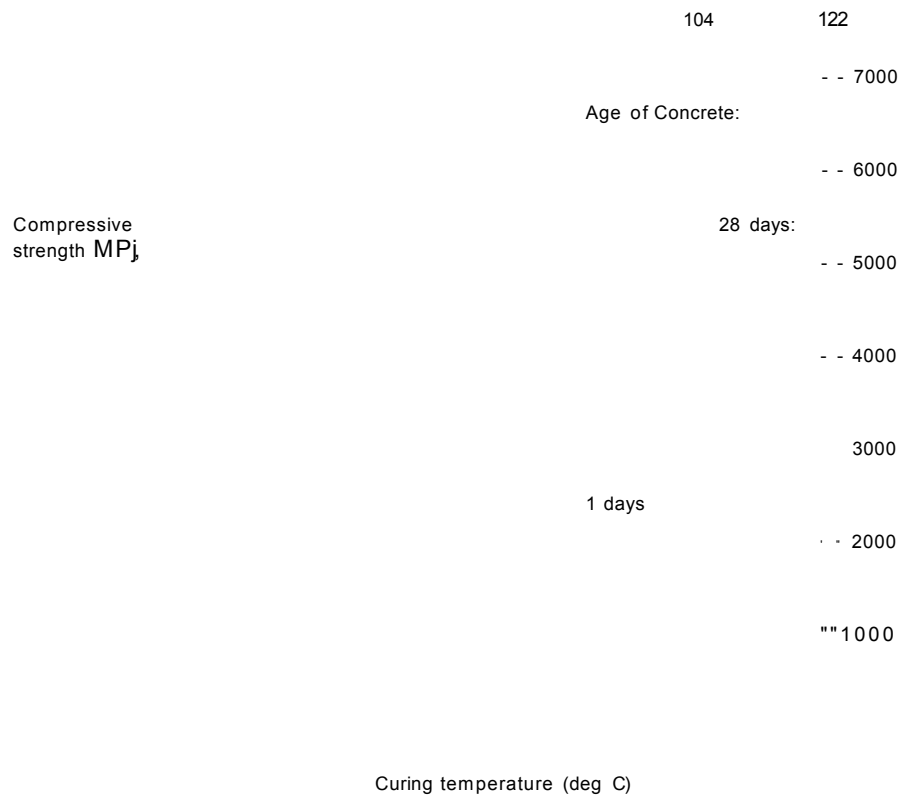 104 122
- - 7000
Age of Concrete:
- - 6000
Compressive
28 days:
strength MPj,
- - 5000
- - 4000
3000
1 days
- - 2000
""1000
Curing temperature (deg C)